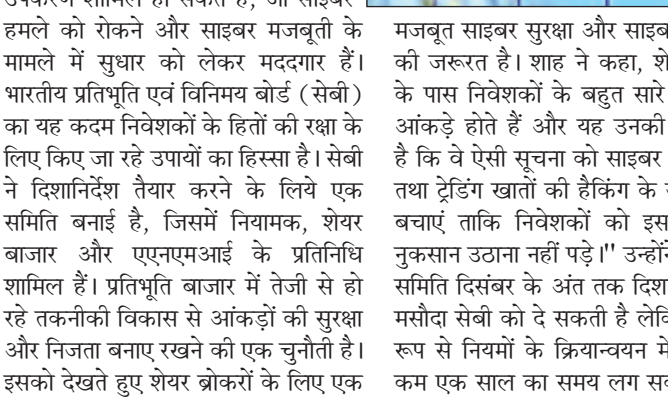 हमले को रोकने और साइबर मजबूती के
मामले में सुधार को लेकर मददगार हैं।
भारतीय प्रतिभूति एवं विनिमय बोर्ड (सेबी)
का यह कदम निवेशकों के हितों की रक्षा के
लिए किए जा रहे उपायों का हिस्सा है। सेबी
ने दिशानिर्देश तैयार करने के लिये एक
समिति बनाई है, जिसमें नियामक, शेयर
बाजार और एएनएमआई के प्रतिनिधि
शामिल हैं। प्रतिभूति बाजार में तेजी से हो
रहे तकनीकी विकास से आंकड़ों की सुरक्षा
और निजता बनाए रखने की एक चुनौती है।
इसको देखते हुए शेयर ब्रोकरों के लिए एक
मजबूत साइबर सुरक्षा और
की जरूरत है। शाह ने कहा,
के पास निवेशकों के बहुत सारे
आंकड़े होते हैं और यह उनकी
है कि वे ऐसी सूचना को साइबर
तथा ट्रेडिंग खातों की हैकिंग के
बचाएं ताकि निवेशकों को
नुकसान उठाना नहीं पड़े।''
समिति दिसंबर के अंत तक
मसौदा सेबी को दे सकती है
रूप से नियमों के क्रियान्वयन
कम एक साल का समय लग